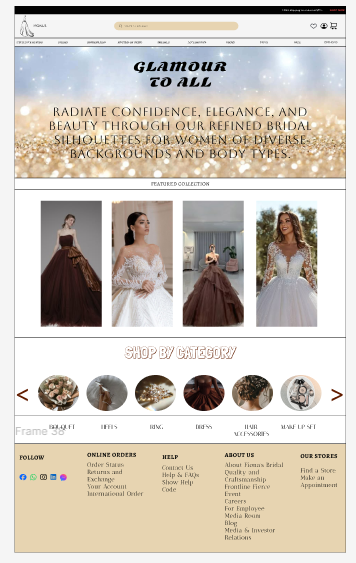 GLAMOUR
TO ALL
RADIATE CONFIDENCE, ELEGANCE, AND
BEAUTY THROUGH OUR REFINED BRIDAL
SILHOUETTES FOR WOMEN OF DIVERSE
BACKGROUNDS AND BODY TYPES.
FEATURED COLLECTION
SHOP BY CATEGORY
< >
BOUQUET HEELS RING DRESS HAIR ACCESSORIES MAKE UP SET
Frame 38
FOLLOW
ONLINE ORDERS
Order Status
Returns and
Exchange
Your Account
International Order
HELP
Contact Us
Help & FAQs
Show Help
Code
ABOUT US
About Bridal
Quality and
Craftsmanship
Frontline Fierce
Event
Careers
For Employee
Media Room
Blog
Media & Investor
Relations
OUR STORES
Find a Store
Make an
Appointment